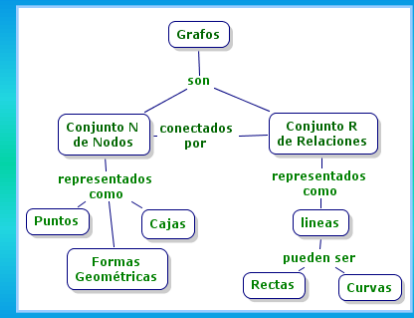 Grafos
son
Conjunto N
de Nodos
conectados
por
Conjunto R
de Relaciones
representados
como
representados
como
Puntos
Cajas
lineas
Formas
Geométricas
pueden ser
Rectas
Curvas